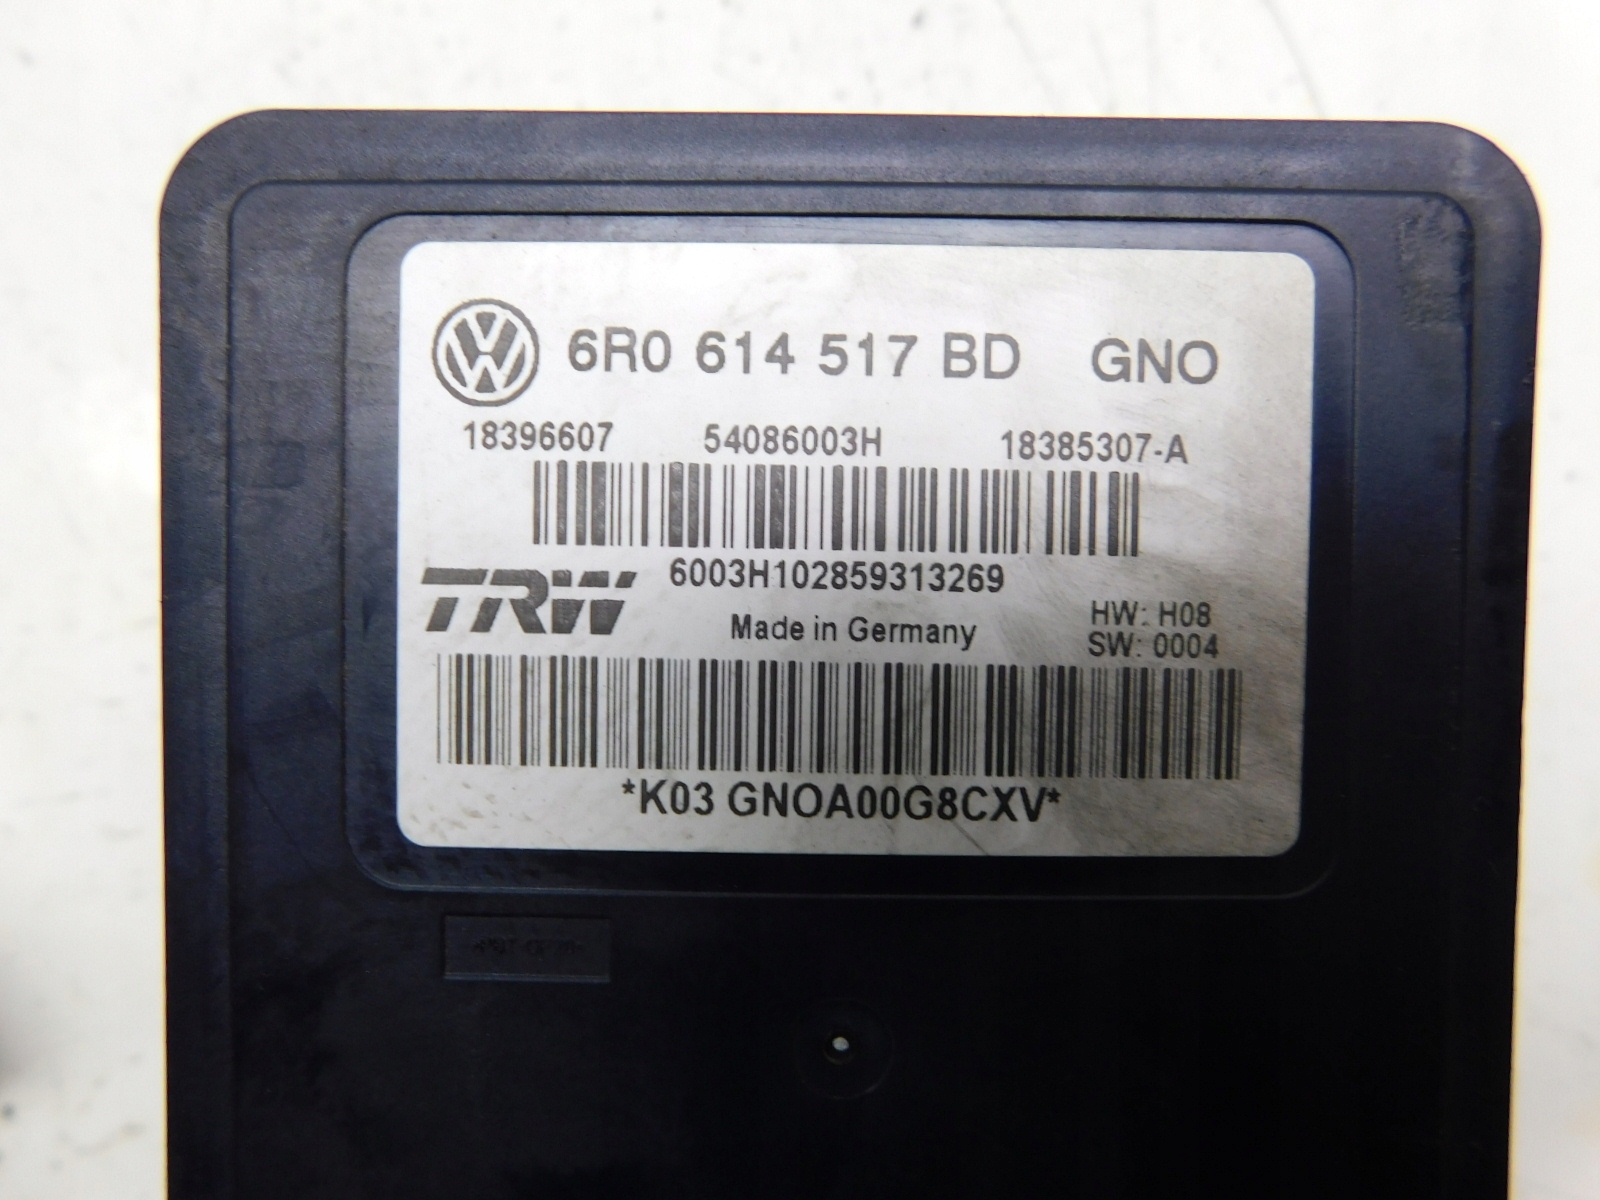 6R0 614 517 BD GNO
18396607 54086003H 18385307-A
6003H102859313269
TRW
Made in Germany
HW: H08
SW: 0004
*K03 GNOA00G8CXV*